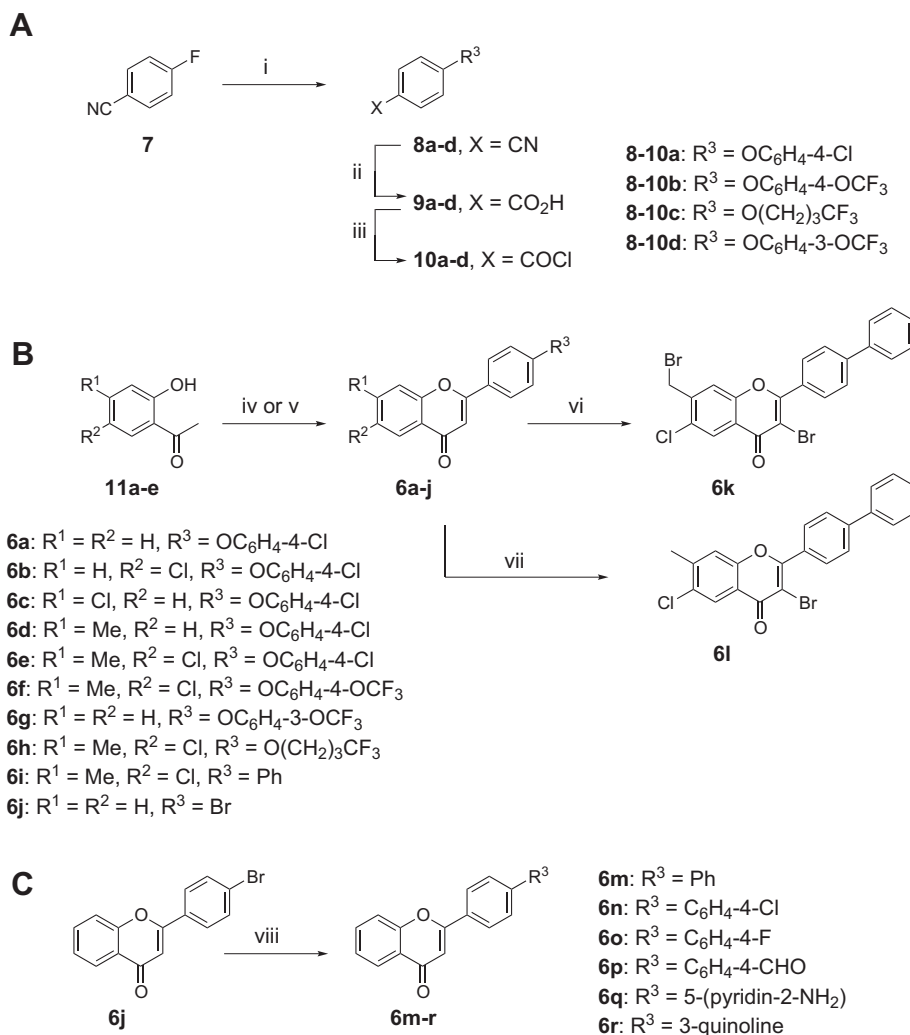 A
F
i
R³
NC
X
7
8a-d, X = CN
ii
9a-d, X = CO₂H
iii
10a-d, X = COCl
8-10a: R³ = OC₆H₄-4-Cl
8-10b: R³ = OC₆H₄-4-OCF₃
8-10c: R³ = O(CH₂)₃CF₃
8-10d: R³ = OC₆H₄-3-OCF₃
B
R¹
OH
R²
O
11a-e
iv or v
R³
R¹
O
R²
O
6a-j
vi
Br
O
Cl
Br
O
6k
vii
O
Cl
Br
O
6l
6a: R¹ = R² = H, R³ = OC₆H₄-4-Cl
6b: R¹ = H, R² = Cl, R³ = OC₆H₄-4-Cl
6c: R¹ = Cl, R² = H, R³ = OC₆H₄-4-Cl
6d: R¹ = Me, R² = H, R³ = OC₆H₄-4-Cl
6e: R¹ = Me, R² = Cl, R³ = OC₆H₄-4-Cl
6f: R¹ = Me, R² = Cl, R³ = OC₆H₄-4-OCF₃
6g: R¹ = R² = H, R³ = OC₆H₄-3-OCF₃
6h: R¹ = Me, R² = Cl, R³ = O(CH₂)₃CF₃
6i: R¹ = Me, R² = Cl, R³ = Ph
6j: R¹ = R² = H, R³ = Br
C
Br
O
O
6j
viii
R³
O
O
6m-r
6m: R³ = Ph
6n: R³ = C₆H₄-4-Cl
6o: R³ = C₆H₄-4-F
6p: R³ = C₆H₄-4-CHO
6q: R³ = 5-(pyridin-2-NH₂)
6r: R³ = 3-quinoline